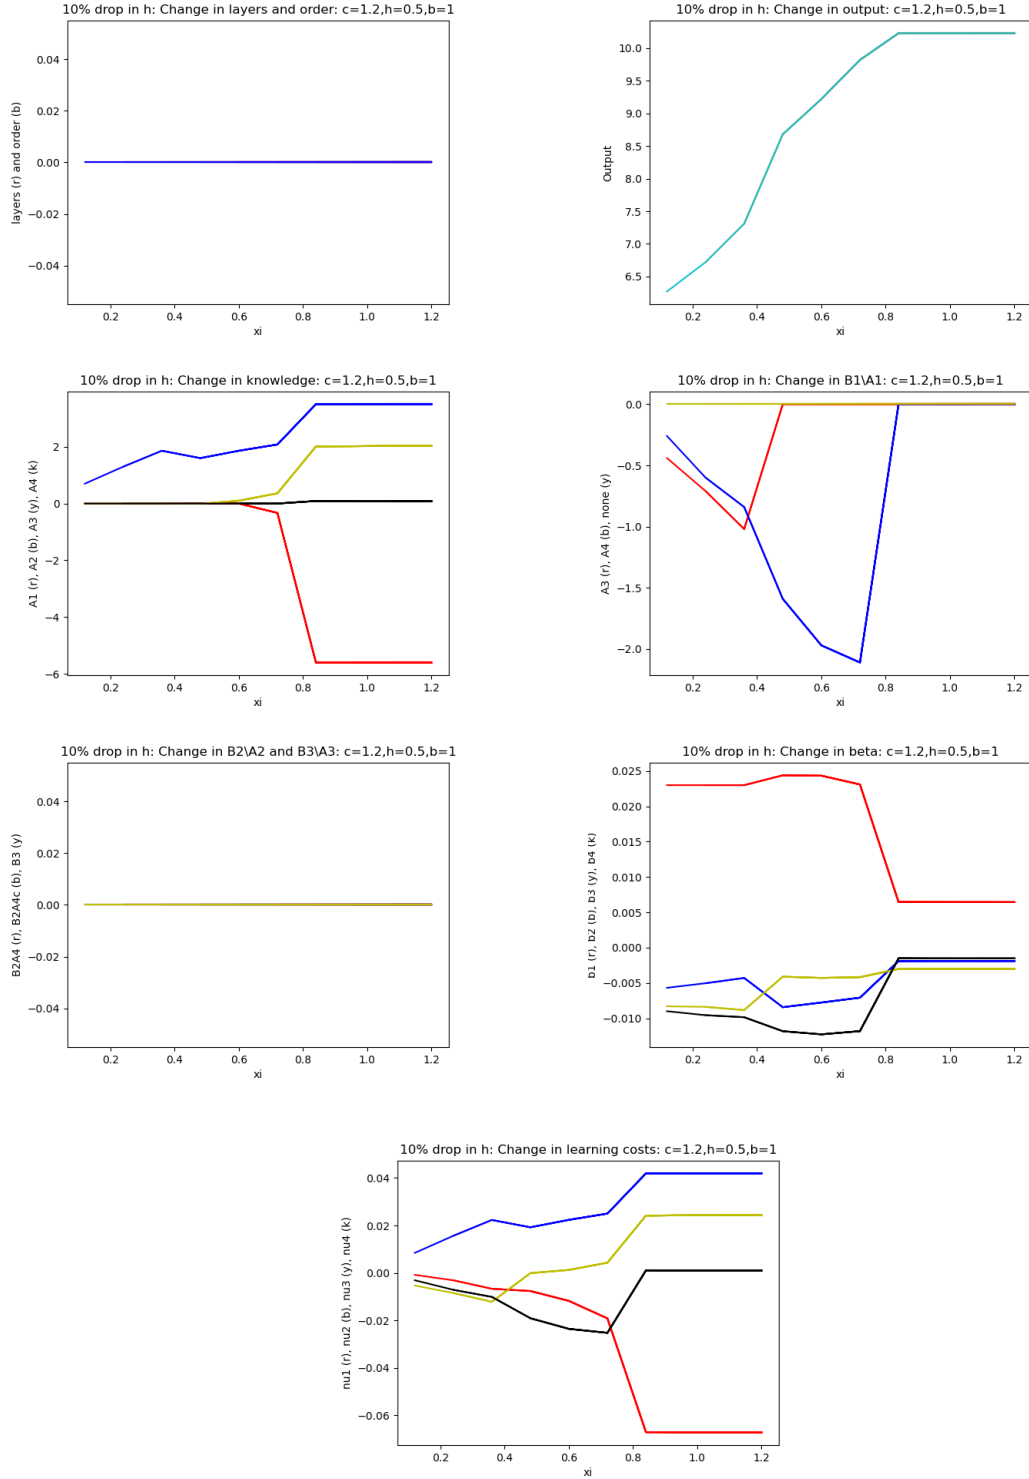 10% drop in h: Change in layers and order: c=1.2,h=0.5,b=1
layers (r) and order (b)
0.04
0.02
0.00
−0.02
−0.04
0.2 0.4 0.6 0.8 1.0 1.2
xi
10% drop in h: Change in output: c=1.2,h=0.5,b=1
Output
10.0
9.5
9.0
8.5
8.0
7.5
7.0
6.5
0.2 0.4 0.6 0.8 1.0 1.2
xi
10% drop in h: Change in knowledge: c=1.2,h=0.5,b=1
A1 (r), A2 (b), A3 (y), A4 (k)
2
0
−2
−4
−6
0.2 0.4 0.6 0.8 1.0 1.2
xi
10% drop in h: Change in B1\A1: c=1.2,h=0.5,b=1
A3 (r), A4 (b), none (y)
0.0
−0.5
−1.0
−1.5
−2.0
0.2 0.4 0.6 0.8 1.0 1.2
xi
10% drop in h: Change in B2\A2 and B3\A3: c=1.2,h=0.5,b=1
B2A4 (r), B2A4c (b), B3 (y)
0.04
0.02
0.00
−0.02
−0.04
0.2 0.4 0.6 0.8 1.0 1.2
xi
10% drop in h: Change in beta: c=1.2,h=0.5,b=1
b1 (r), b2 (b), b3 (y), b4 (k)
0.025
0.020
0.015
0.010
0.005
0.000
−0.005
−0.010
0.2 0.4 0.6 0.8 1.0 1.2
xi
10% drop in h: Change in learning costs: c=1.2,h=0.5,b=1
nu1 (r), nu2 (b), nu3 (y), nu4 (k)
0.04
0.02
0.00
−0.02
−0.04
−0.06
0.2 0.4 0.6 0.8 1.0 1.2
xi